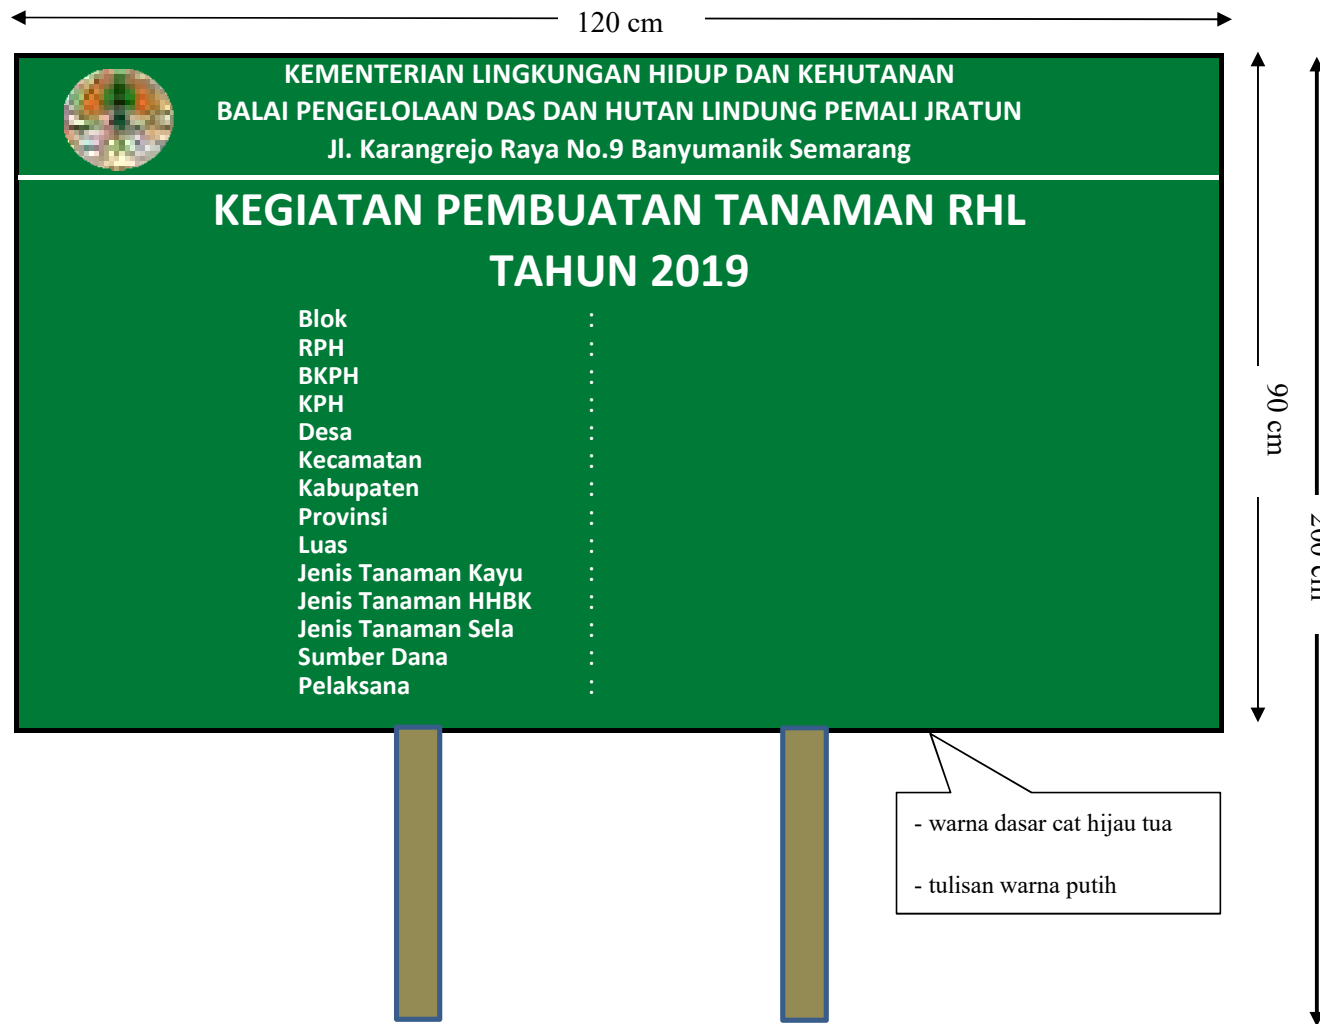 120 cm
KEMENTERIAN LINGKUNGAN HIDUP DAN KEHUTANAN
BALAI PENGELOLAAN DAS DAN HUTAN LINDUNG PEMALI JRATUN
Jl. Karangrejo Raya No.9 Banyumanik Semarang
KEGIATAN PEMBUATAN TANAMAN RHL
TAHUN 2019
Blok :
RPH :
BKPH :
KPH :
Desa :
Kecamatan :
Kabupaten :
Provinsi :
Luas :
Jenis Tanaman Kayu :
Jenis Tanaman HHBK :
Jenis Tanaman Sela :
Sumber Dana :
Pelaksana :
90 cm
- warna dasar cat hijau tua
- tulisan warna putih